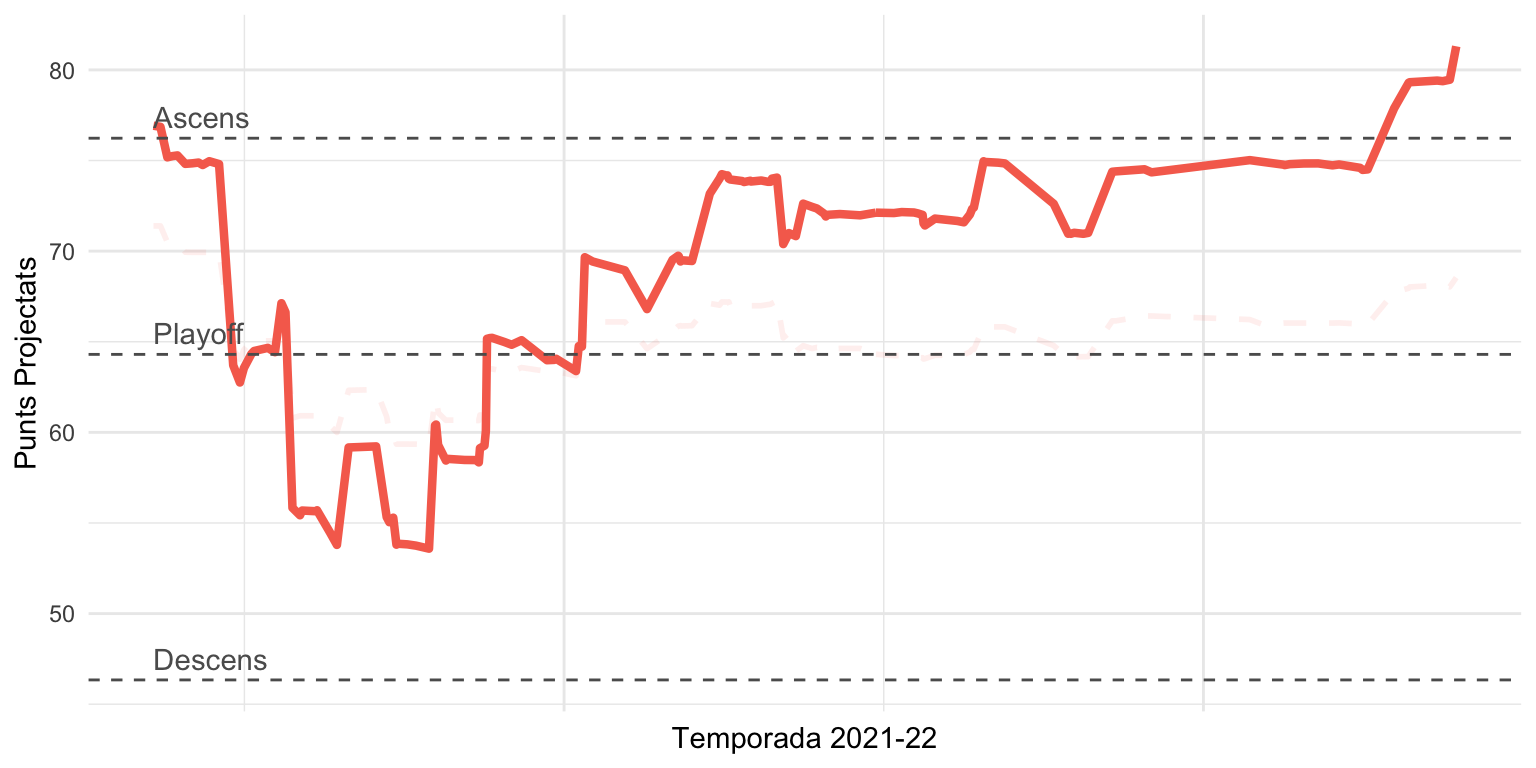 80
70
60
50
Punts Projectats
Ascens
Playoff
Descens
Temporada 2021-22